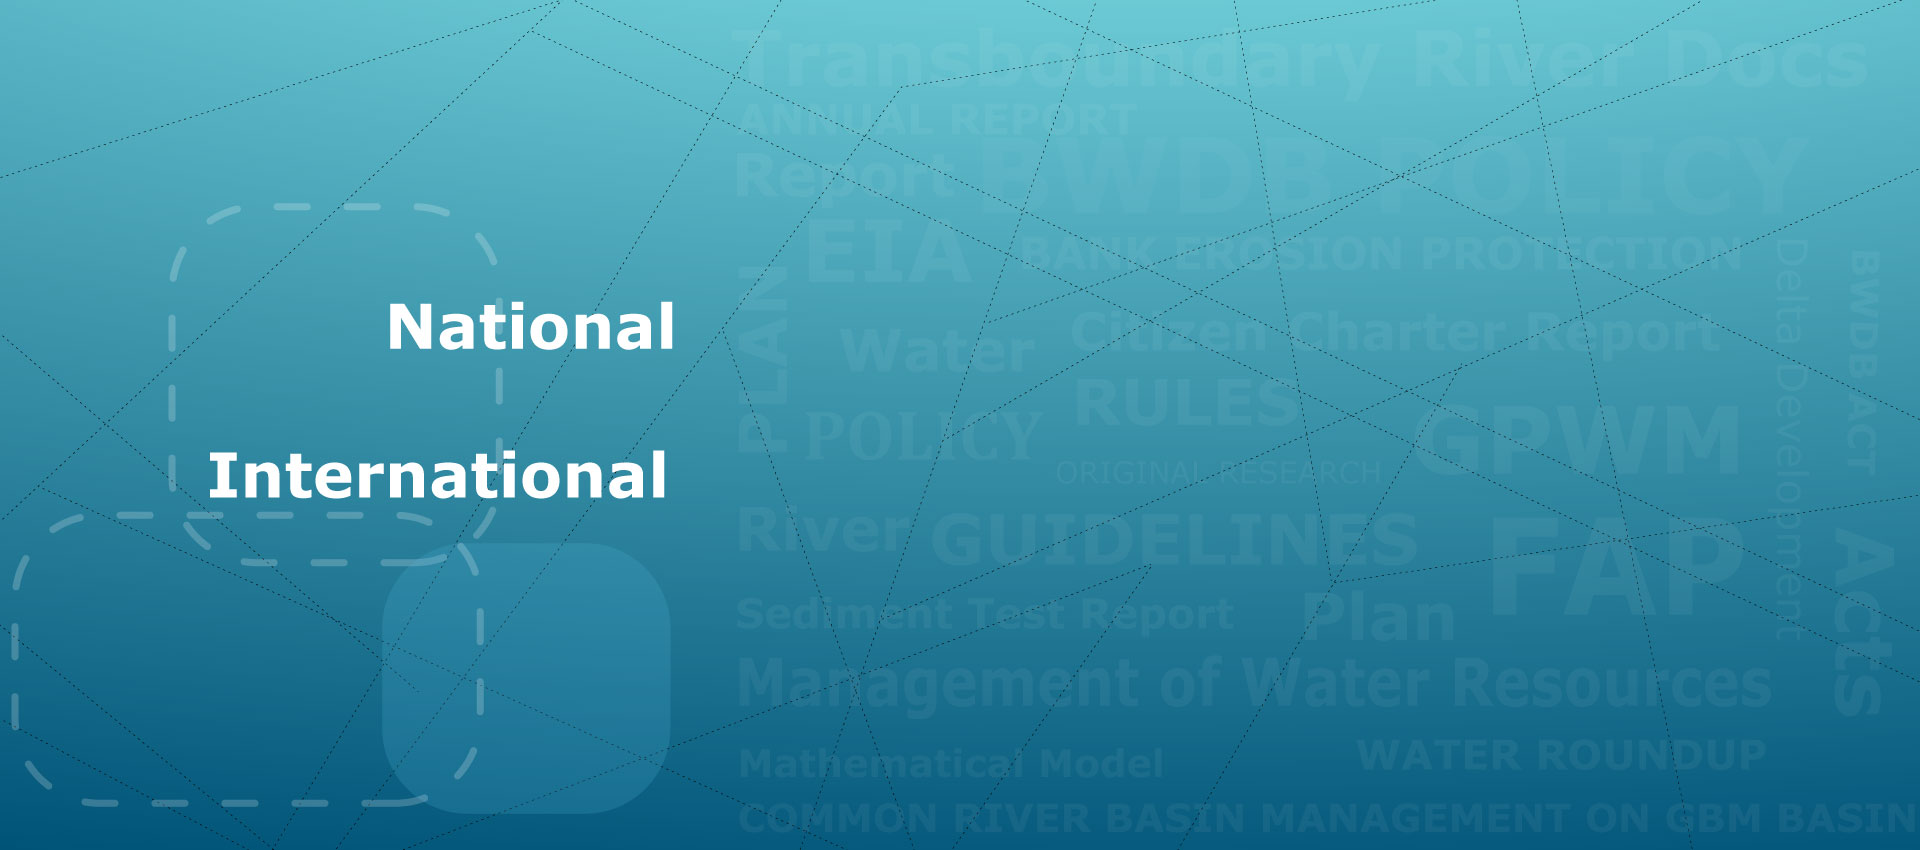 National
International
Transboundary River Docs
ANNUAL REPORT
Report
BWDB POLICY
EIA
BANK EROSION PROTECTION
PLAN
Water
Citizen Charter Report
RULES
POLICY
ORIGINAL RESEARCH
GPWM
Delta Development
BWDB ACT
River
GUIDELINES
FAP
Acts
Sediment Test Report
Plan
Management of Water Resources
Mathematical Model
WATER ROUNDUP
COMMON RIVER BASIN MANAGEMENT ON GBM BASIN